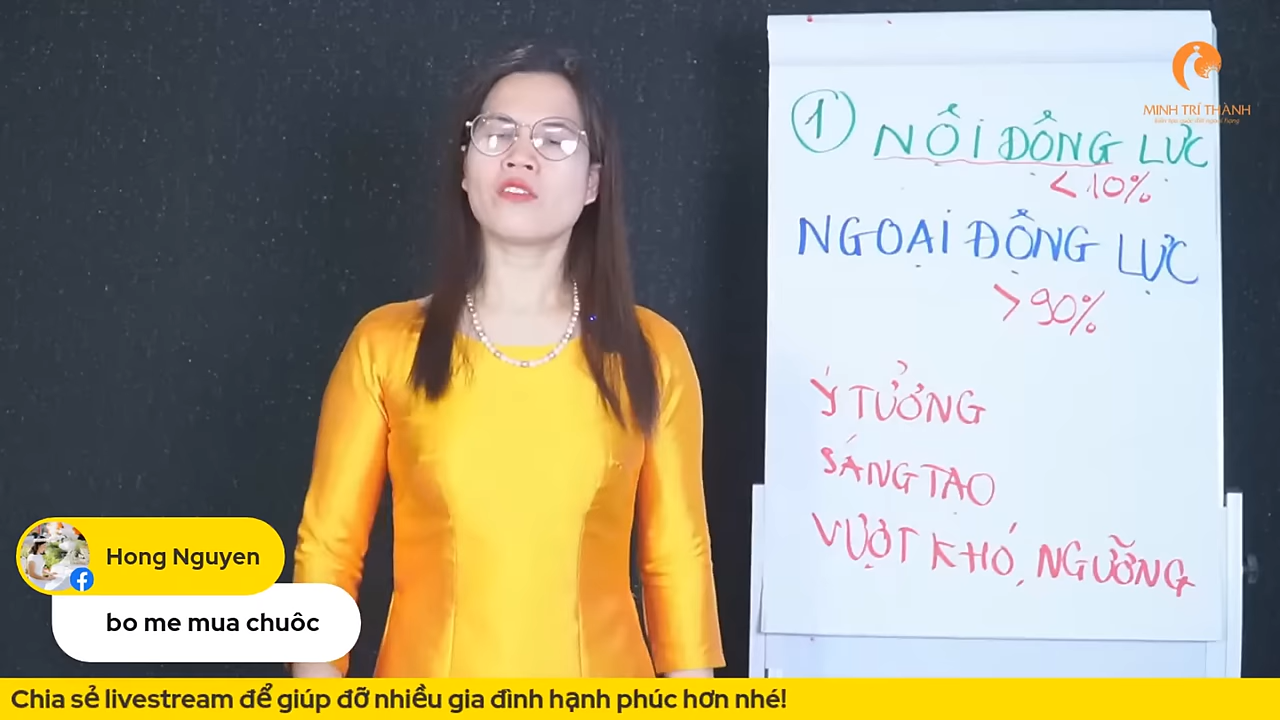 MINH TRÍ THÀNH
1
NỘI ĐỘNG LỰC
< 10%
NGOẠI ĐỘNG LỰC
> 90%
Ý TƯỞNG
SÁNG TẠO
VƯỢT KHÓ, NGƯỠNG
Hong Nguyen
bo me mua chuôc
Chia sẻ livestream để giúp đỡ nhiều gia đình hạnh phúc hơn nhé!